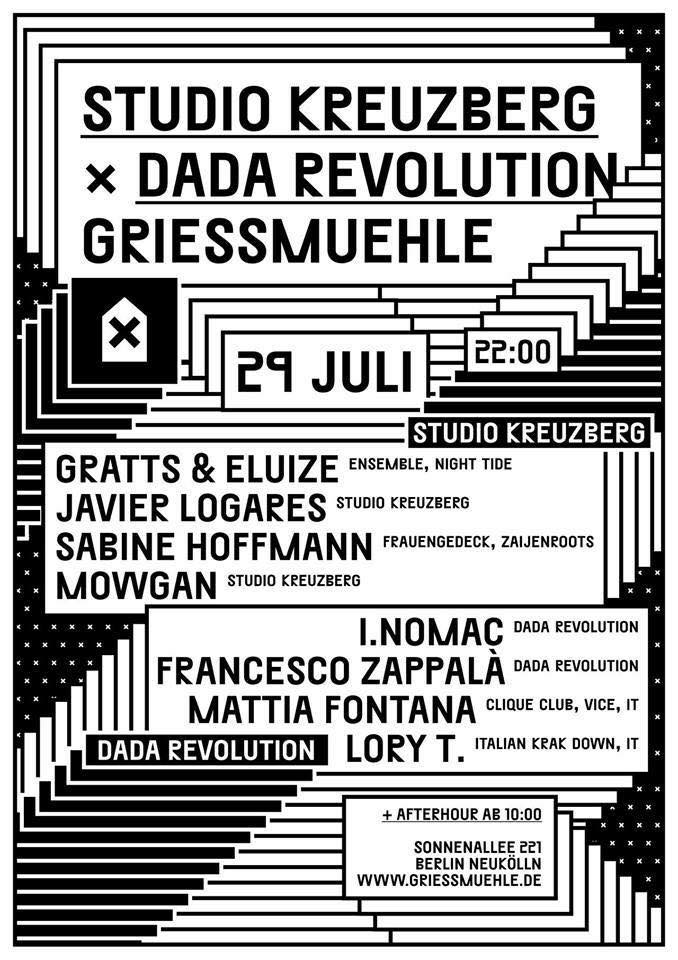 STUDIO KREUZBERG
× DADA REVOLUTION
GRIESSMUEHLE
29 JULI
22:00
STUDIO KREUZBERG
GRATTS & ELUIZE ENSEMBLE, NIGHT TIDE
JAVIER LOGARES STUDIO KREUZBERG
SABINE HOFFMANN FRAUENGEDECK, ZAIJENROOTS
MOWGAN STUDIO KREUZBERG
I.NOMAC DADA REVOLUTION
FRANCESCO ZAPPALÀ DADA REVOLUTION
MATTIA FONTANA CLIQUE CLUB, VICE, IT
DADA REVOLUTION LORY T. ITALIAN KRAK DOWN, IT
+ AFTERHOUR AB 10:00
SONNENALLEE 221
BERLIN NEUKÖLLN
WWW.GRIESSMUEHLE.DE